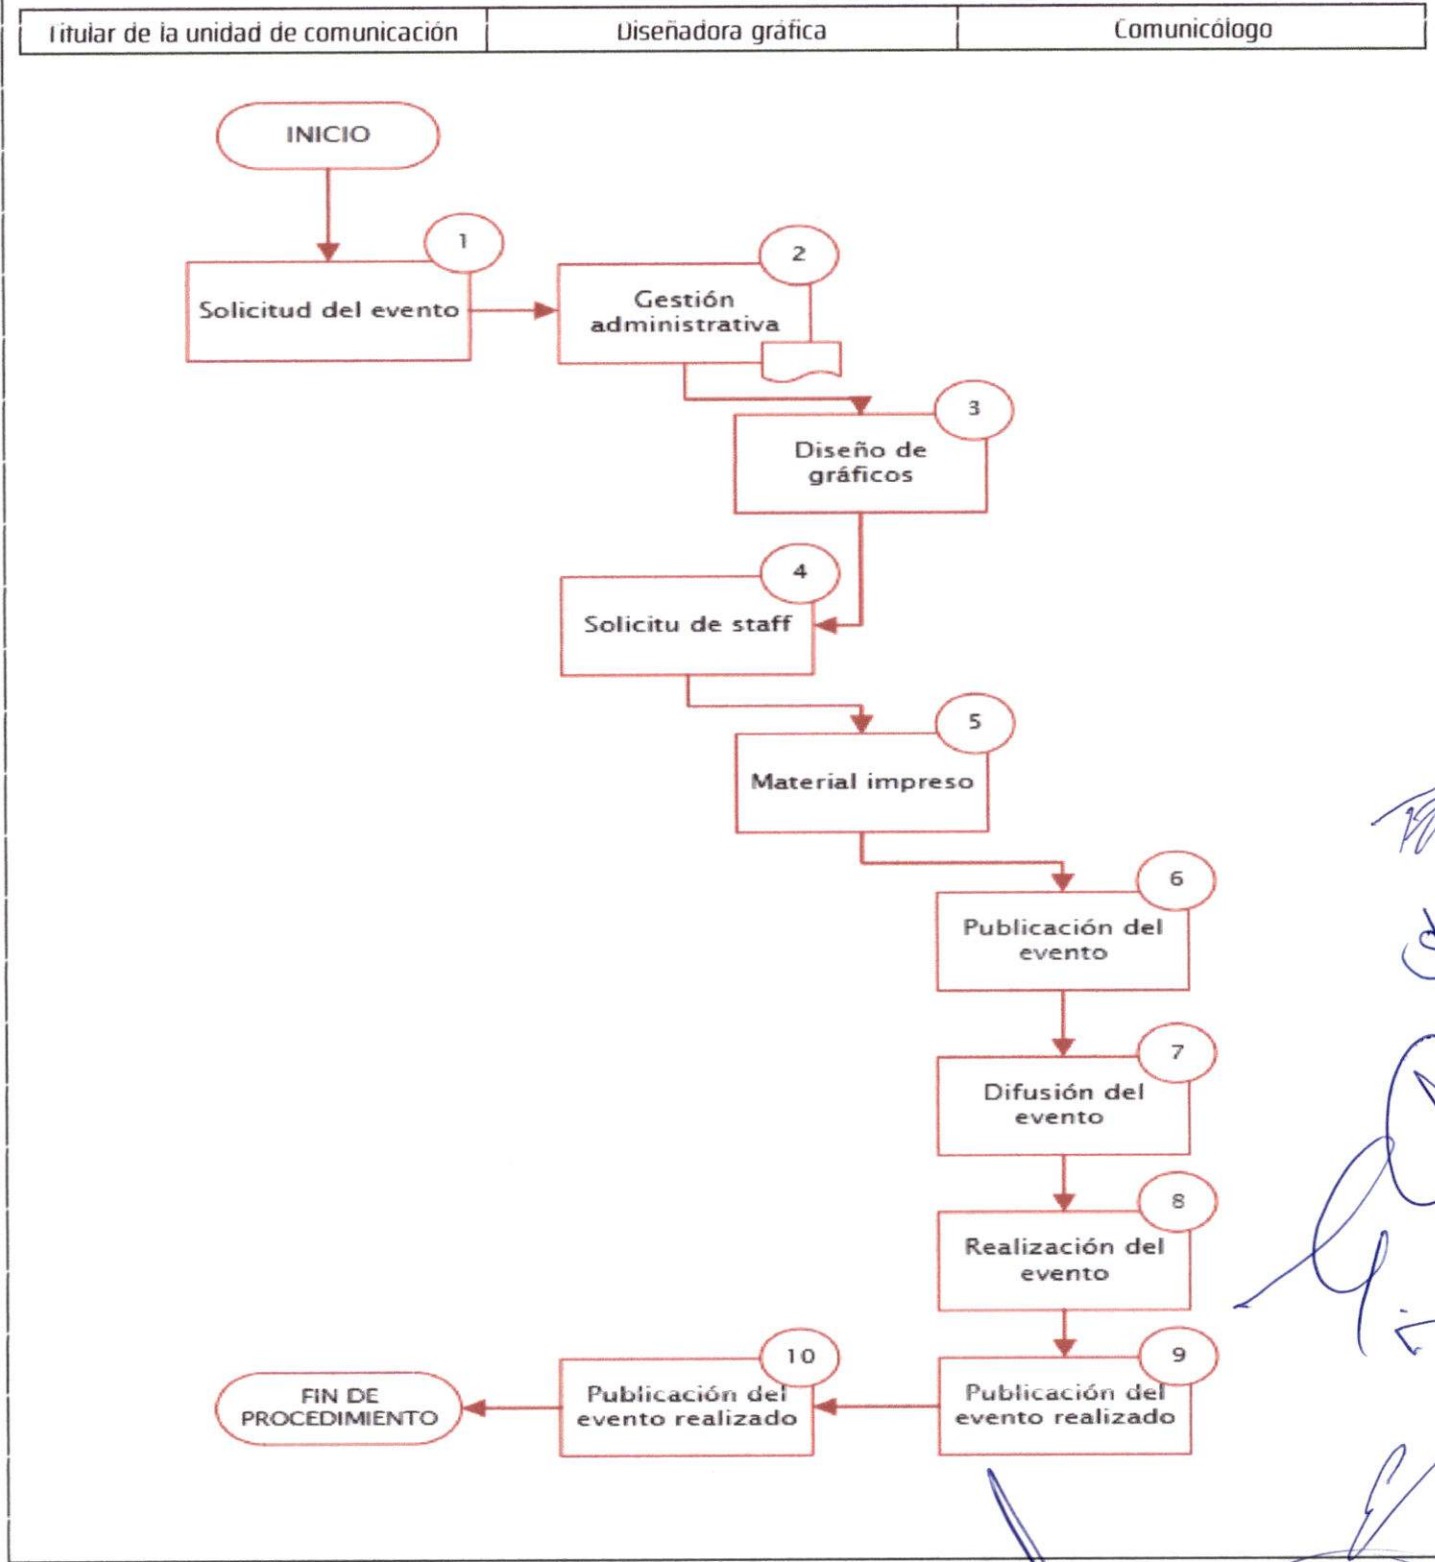 Titular de la unidad de comunicación
Diseñadora gráfica
Comunicólogo
INICIO
1
Solicitud del evento
2
Gestión
administrativa
3
Diseño de
gráficos
4
Solicitu de staff
5
Material impreso
6
Publicación del
evento
7
Difusión del
evento
8
Realización del
evento
9
Publicación del
evento realizado
10
Publicación del
evento realizado
FIN DE
PROCEDIMIENTO